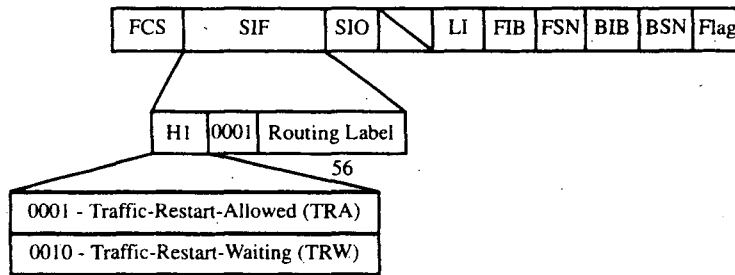 FCS SIF SIO LI FIB FSN BIB BSN Flag
H1 0001 Routing Label
56
0001 - Traffic-Restart-Allowed (TRA)
0010 - Traffic-Restart-Waiting (TRW)